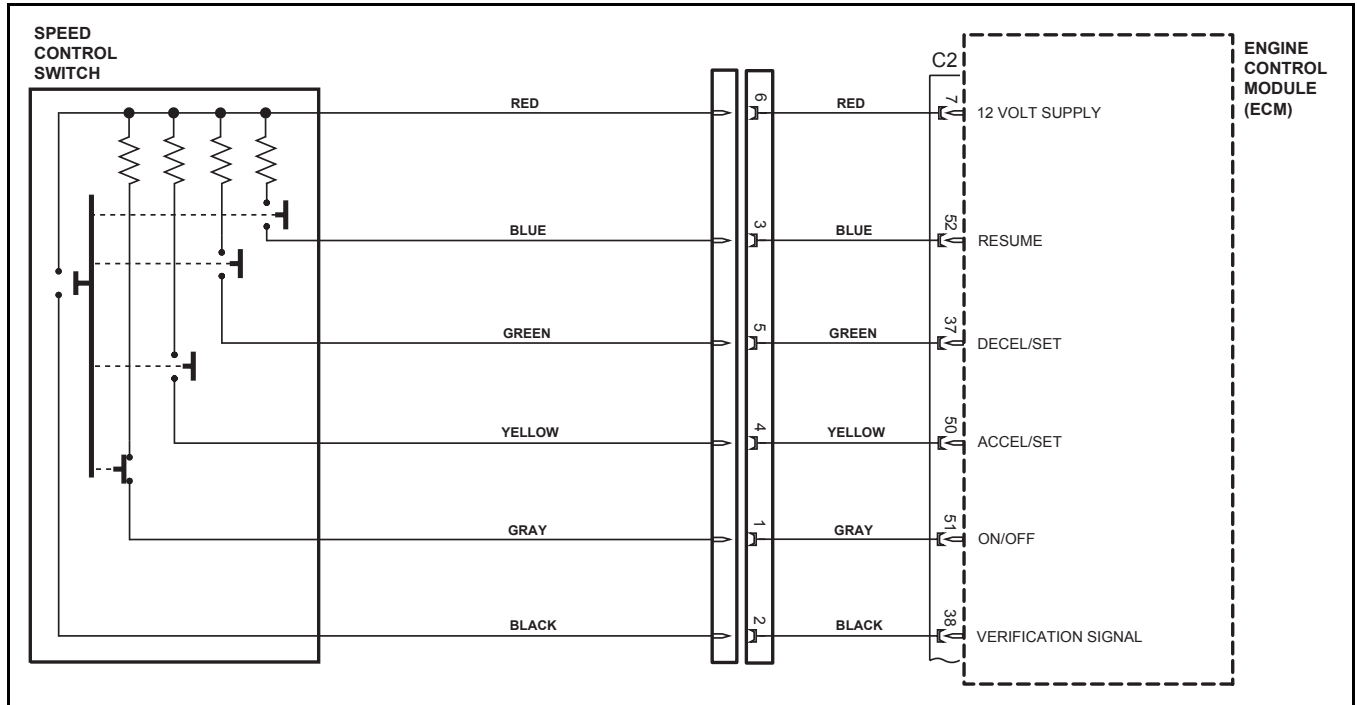 SPEED
CONTROL
SWITCH
C2
ENGINE
CONTROL
MODULE
(ECM)
RED 6 RED 7 12 VOLT SUPPLY
BLUE 3 BLUE 52 RESUME
GREEN 5 GREEN 37 DECEL/SET
YELLOW 4 YELLOW 50 ACCEL/SET
GRAY 1 GRAY 51 ON/OFF
BLACK 2 BLACK 38 VERIFICATION SIGNAL